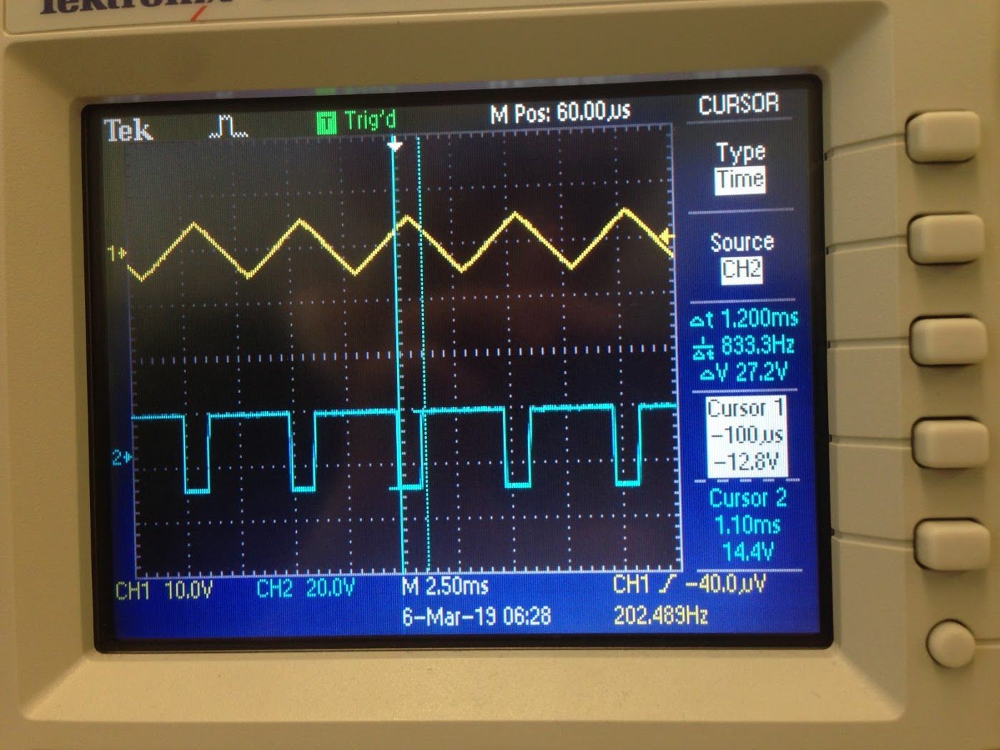 Tektronix
Tek
T Trig'd
M Pos: 60.00µs
CURSOR
Type
Time
Source
CH2
Δt 1.200ms
1/Δt 833.3Hz
ΔV 27.2V
Cursor 1
-100µs
-12.8V
Cursor 2
1.10ms
14.4V
1
2
CH1 10.0V CH2 20.0V M 2.50ms CH1 -40.0µV
6-Mar-19 06:28 202.489Hz